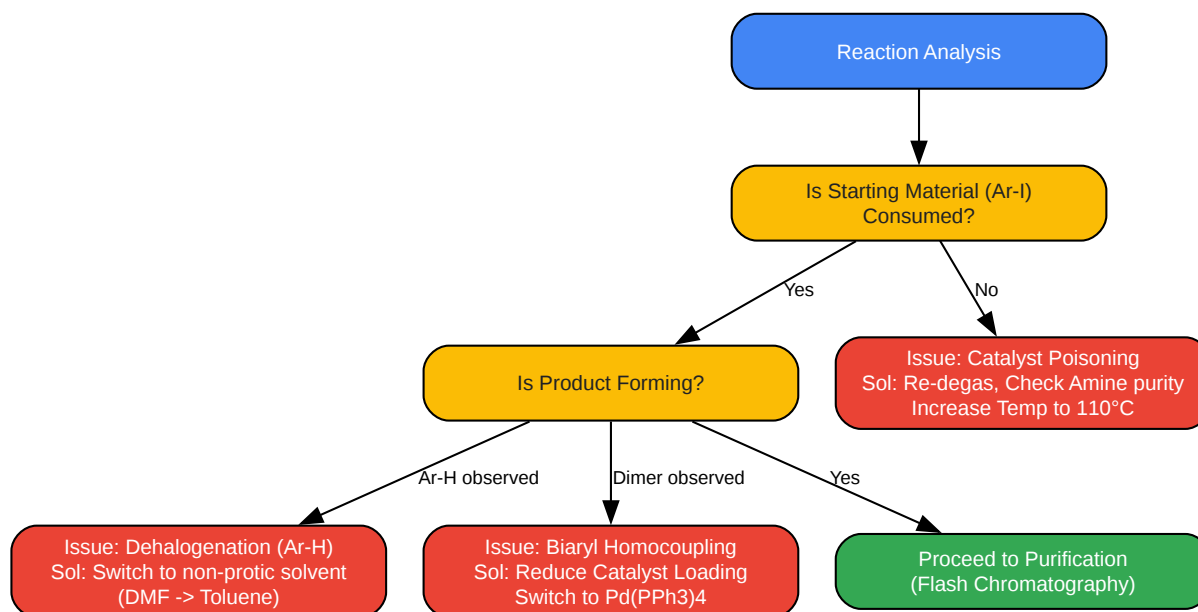 Reaction Analysis
Is Starting Material (Ar-I)
Consumed?
Yes
No
Is Product Forming?
Issue: Catalyst Poisoning
Sol: Re-degas, Check Amine purity
Increase Temp to 110°C
Ar-H observed
Dimer observed
Yes
Issue: Dehalogenation (Ar-H)
Sol: Switch to non-protic solvent
(DMF -> Toluene)
Issue: Biaryl Homocoupling
Sol: Reduce Catalyst Loading
Switch to Pd(PPh3)4
Proceed to Purification
(Flash Chromatography)